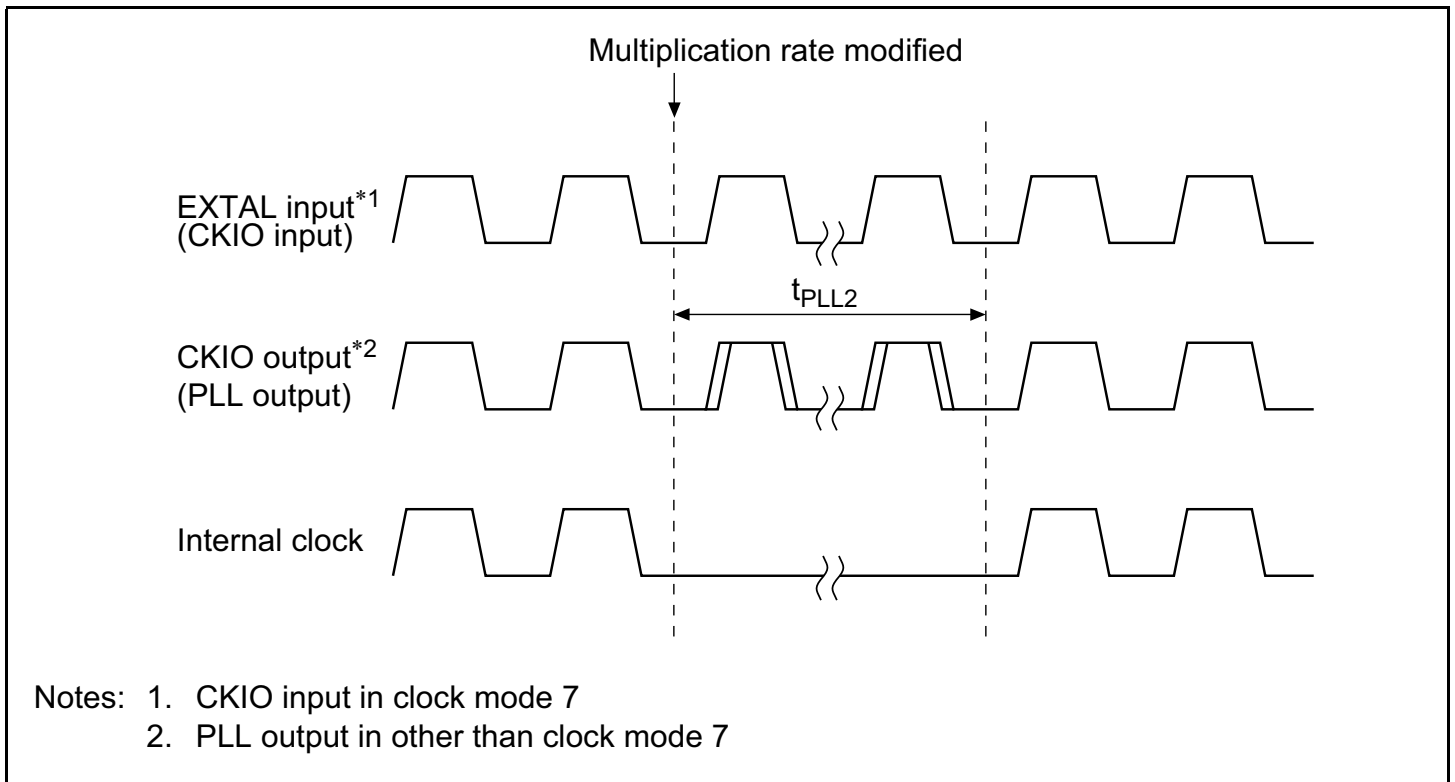 Multiplication rate modified
EXTAL input*1
(CKIO input)
tPLL2
CKIO output*2
(PLL output)
Internal clock
Notes: 1. CKIO input in clock mode 7
2. PLL output in other than clock mode 7